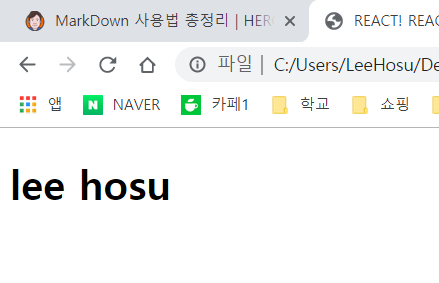 MarkDown 사용법 총정리 | HER
REACT! REAC
파일 | C:/Users/LeeHosu/De
앱 NAVER 카페1 학교 쇼핑
lee hosu